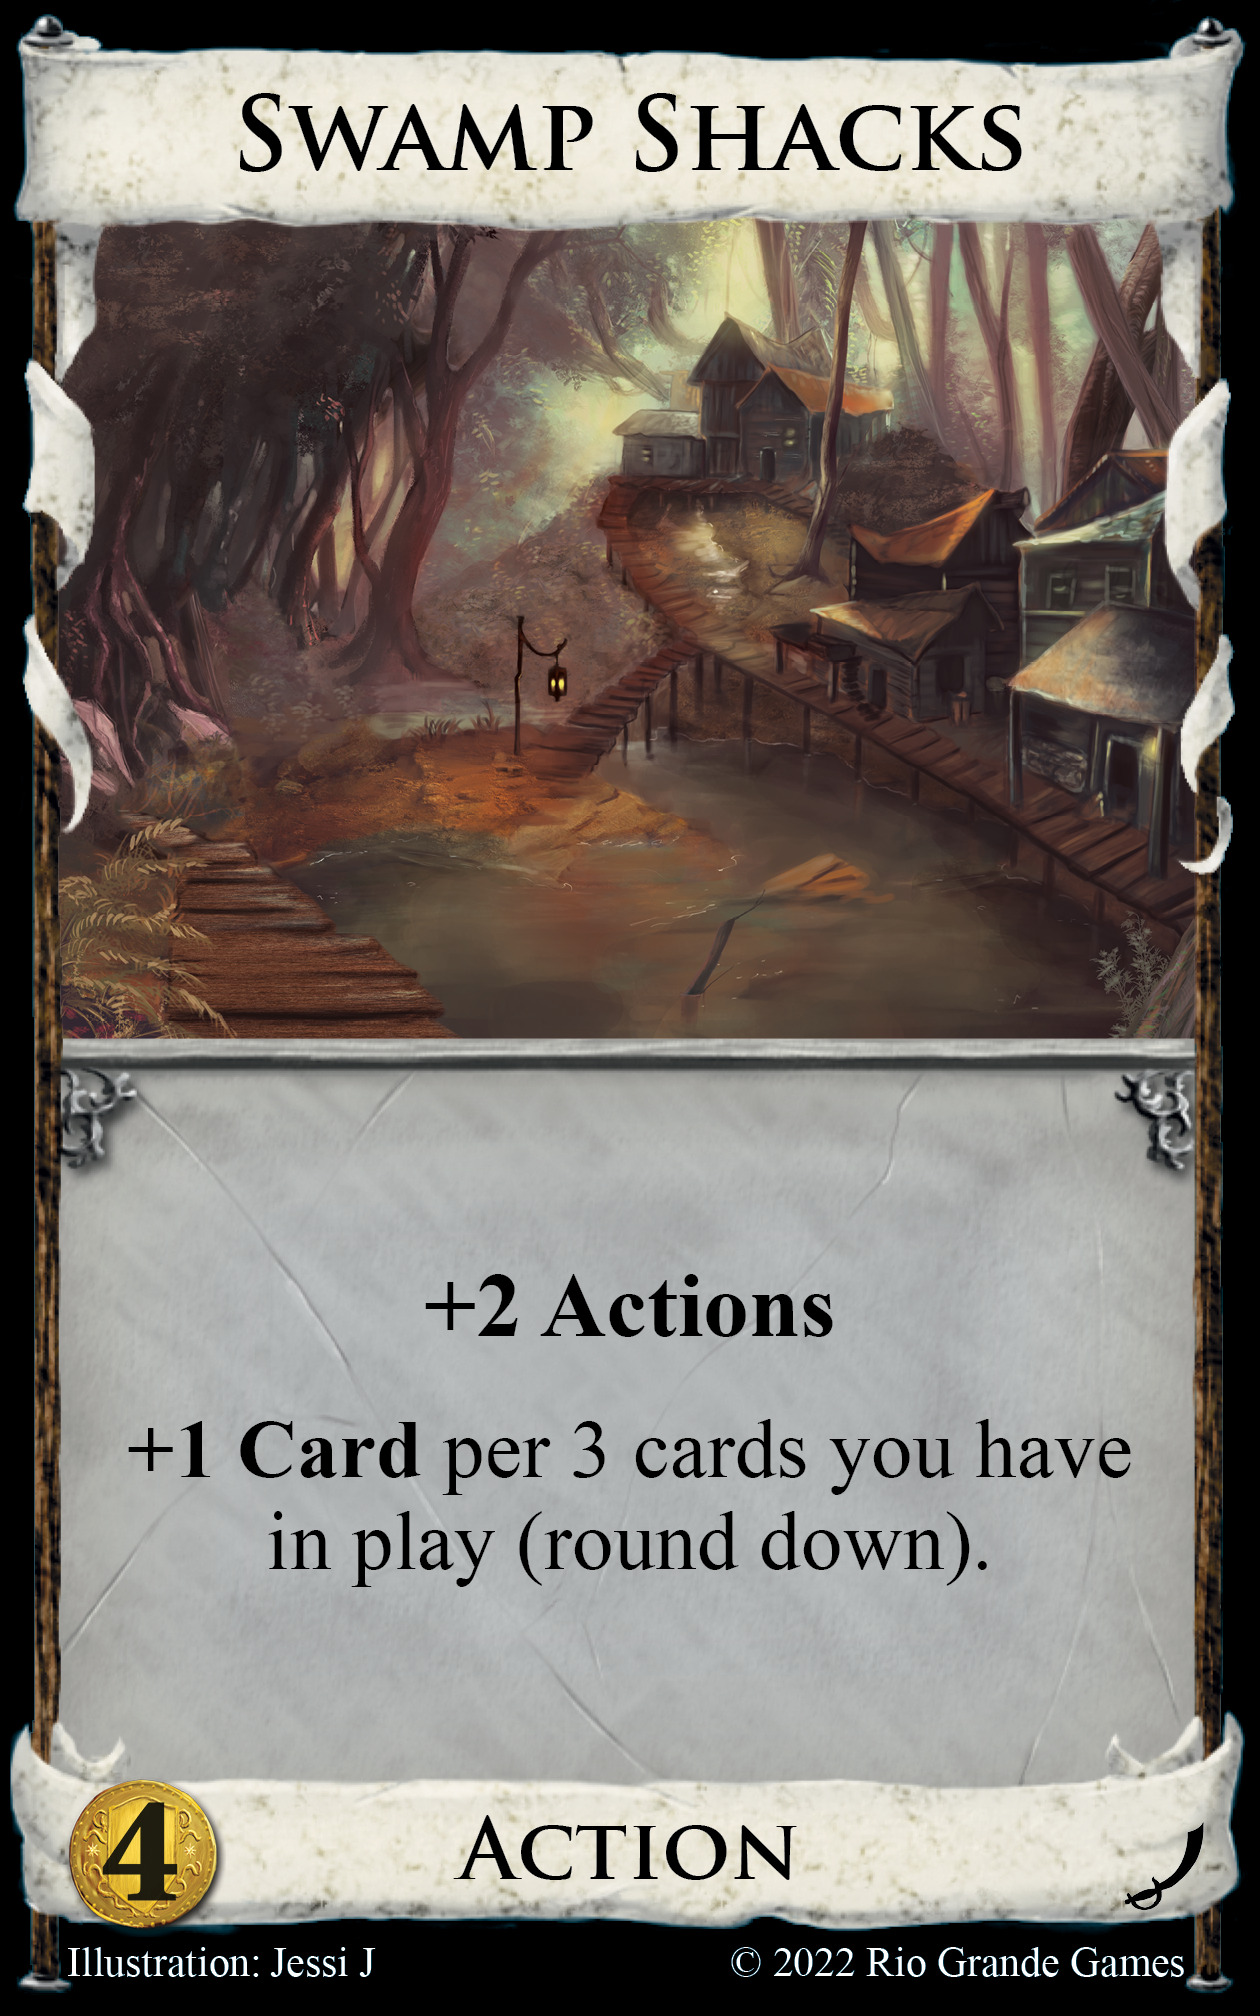 Swamp Shacks
+2 Actions
+1 Card per 3 cards you have
in play (round down).
4
Action
Illustration: Jessi J
© 2022 Rio Grande Games